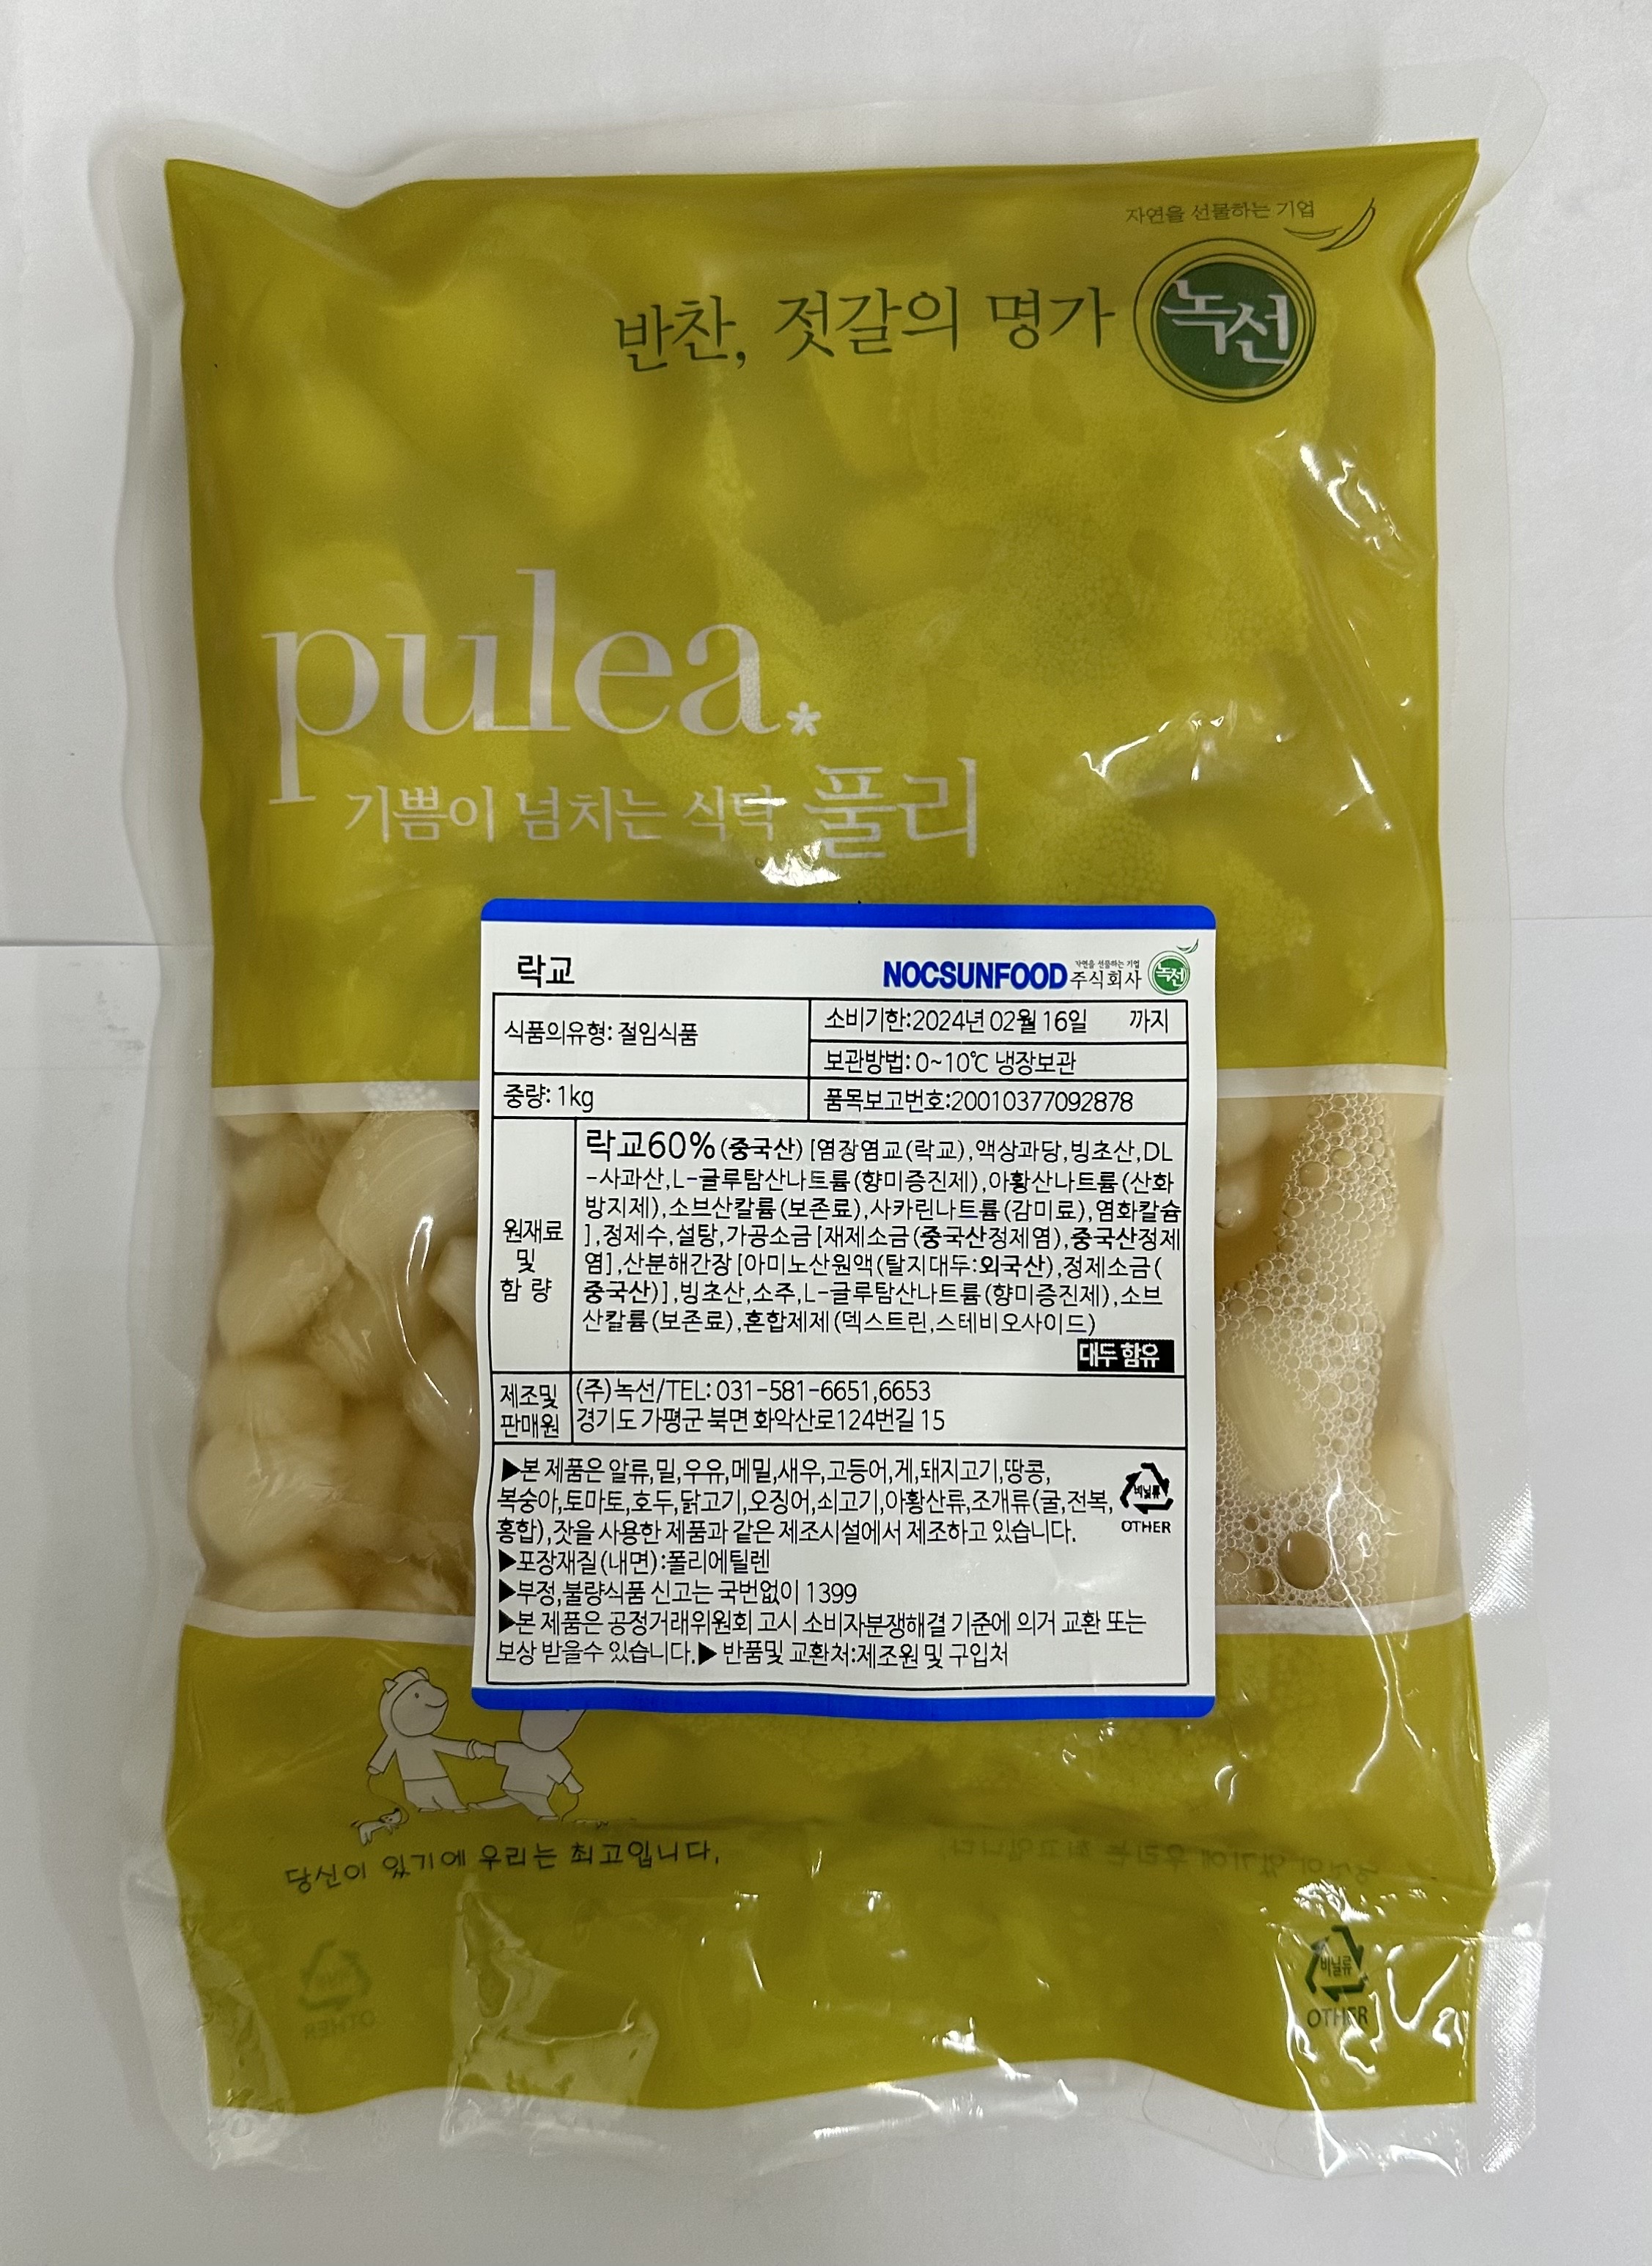 자연을 선물하는 기업
반찬, 젓갈의 명가 녹선
pulea.*
기쁨이 넘치는 식탁 풀리
락교
NOCSUNFOOD 자연을 선물하는 기업 주식회사 녹선
식품의유형: 절임식품
소비기한:2024년 02월 16일 까지
보관방법: 0~10℃ 냉장보관
중량: 1kg
품목보고번호:20010377092878
원재료
및
함 량
락교60%(중국산) [염장염교(락교),액상과당,빙초산,DL
-사과산,L-글루탐산나트륨(향미증진제),아황산나트륨(산화
방지제),소브산칼륨(보존료),사카린나트륨(감미료),염화칼슘
],정제수,설탕,가공소금[재제소금(중국산정제염),중국산정제
염],산분해간장[아미노산원액(탈지대두:외국산),정제소금(
중국산)],빙초산,소주,L-글루탐산나트륨(향미증진제),소브
산칼륨(보존료),혼합제제(덱스트린,스테비오사이드)
대두 함유
제조및
판매원
(주)녹선/TEL: 031-581-6651,6653
경기도 가평군 북면 화악산로124번길 15
▶본 제품은 알류,밀,우유,메밀,새우,고등어,게,돼지고기,땅콩,
복숭아,토마토,호두,닭고기,오징어,쇠고기,아황산류,조개류(굴,전복,
홍합),잣을 사용한 제품과 같은 제조시설에서 제조하고 있습니다.
비닐류
OTHER
▶포장재질(내면):폴리에틸렌
▶부정,불량식품 신고는 국번없이 1399
▶본 제품은 공정거래위원회 고시 소비자분쟁해결 기준에 의거 교환 또는
보상 받을수 있습니다.▶ 반품및 교환처:제조원 및 구입처
당신이 있기에 우리는 최고입니다.
비닐류
OTHER